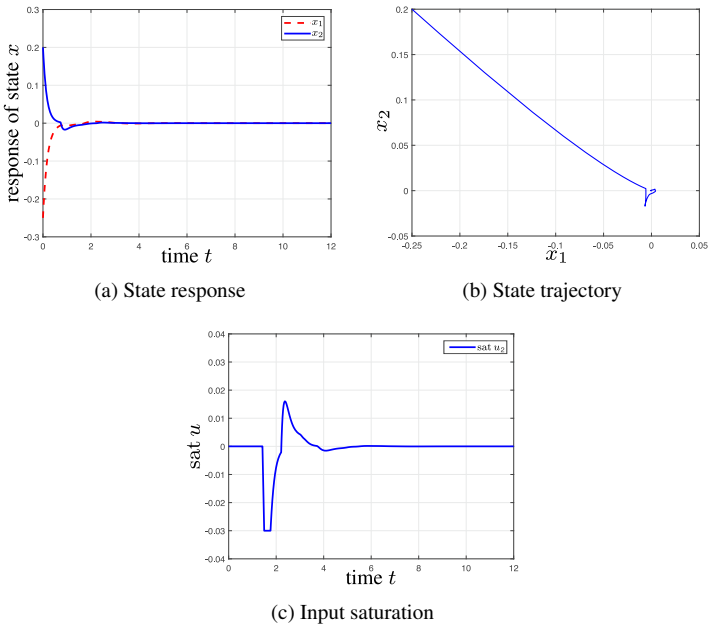 0.3
0.2
0.1
0
-0.1
-0.2
-0.3
0 2 4 6 8 10 12
response of state x
time t
x₁
x₂
(a) State response
0.2
0.15
0.1
0.05
0
-0.05
-0.25 -0.2 -0.15 -0.1 -0.05 0 0.05
x₂
x₁
(b) State trajectory
0.04
0.03
0.02
0.01
0
-0.01
-0.02
-0.03
-0.04
0 2 4 6 8 10 12
sat u
time t
sat u₂
(c) Input saturation